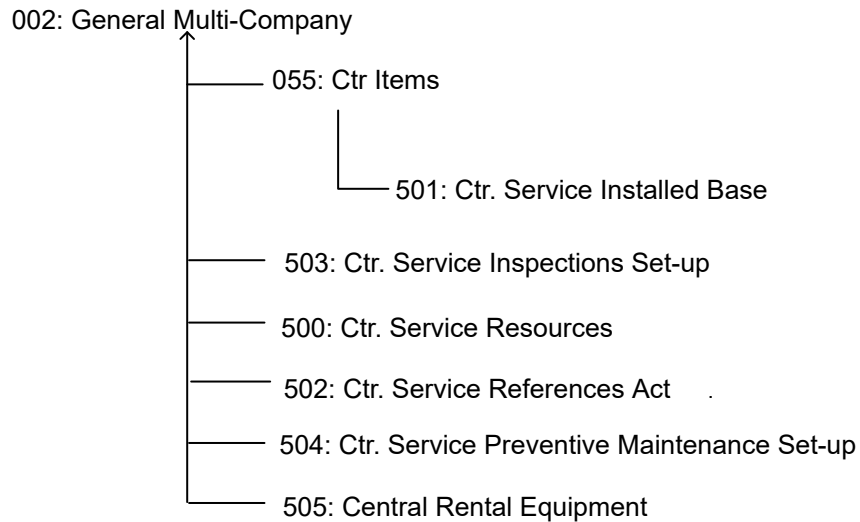 002: General Multi-Company
055: Ctr Items
501: Ctr. Service Installed Base
503: Ctr. Service Inspections Set-up
500: Ctr. Service Resources
502: Ctr. Service References Act .
504: Ctr. Service Preventive Maintenance Set-up
505: Central Rental Equipment